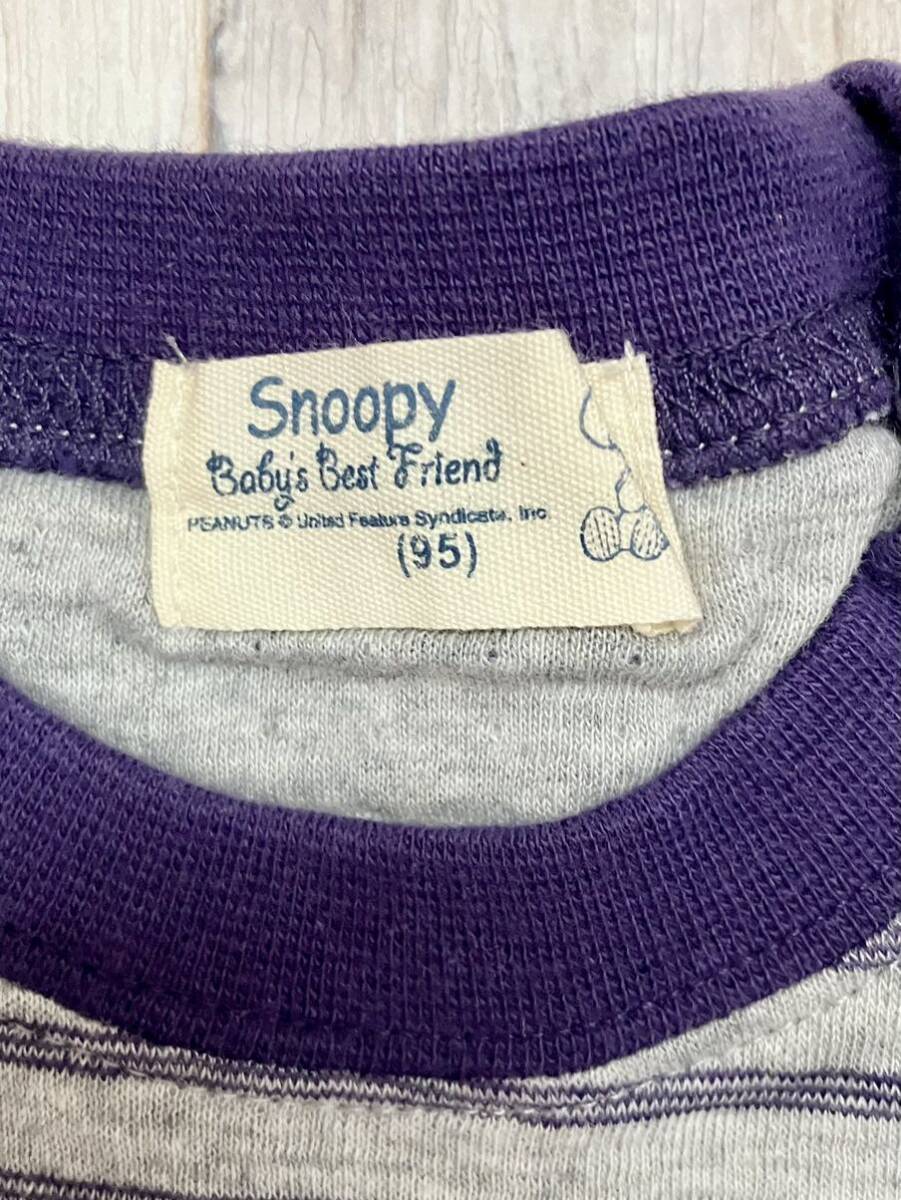 Snoopy
Baby's Best Friend
PEANUTS © United Feature Syndicate, Inc.
(95)